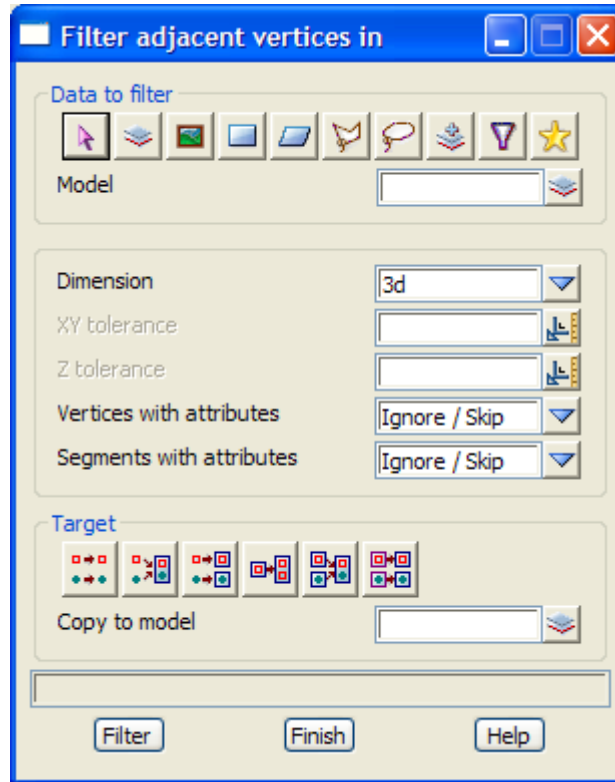 Filter adjacent vertices in
Data to filter
Model
Dimension 3d
XY tolerance
Z tolerance
Vertices with attributes Ignore / Skip
Segments with attributes Ignore / Skip
Target
Copy to model
Filter Finish Help